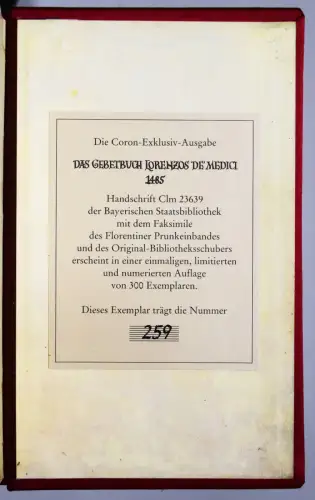 Die Coron-Exklusiv-Ausgabe
DAS GEBETBUCH LORENZOS DE' MEDICI
1485
Handschrift Clm 23639
der Bayerischen Staatsbibliothek
mit dem Faksimile
des Florentiner Prunkeinbandes
und des Original-Bibliotheksschubers
erscheint in einer einmaligen, limitierten
und numerierten Auflage
von 300 Exemplaren.
Dieses Exemplar trägt die Nummer
259